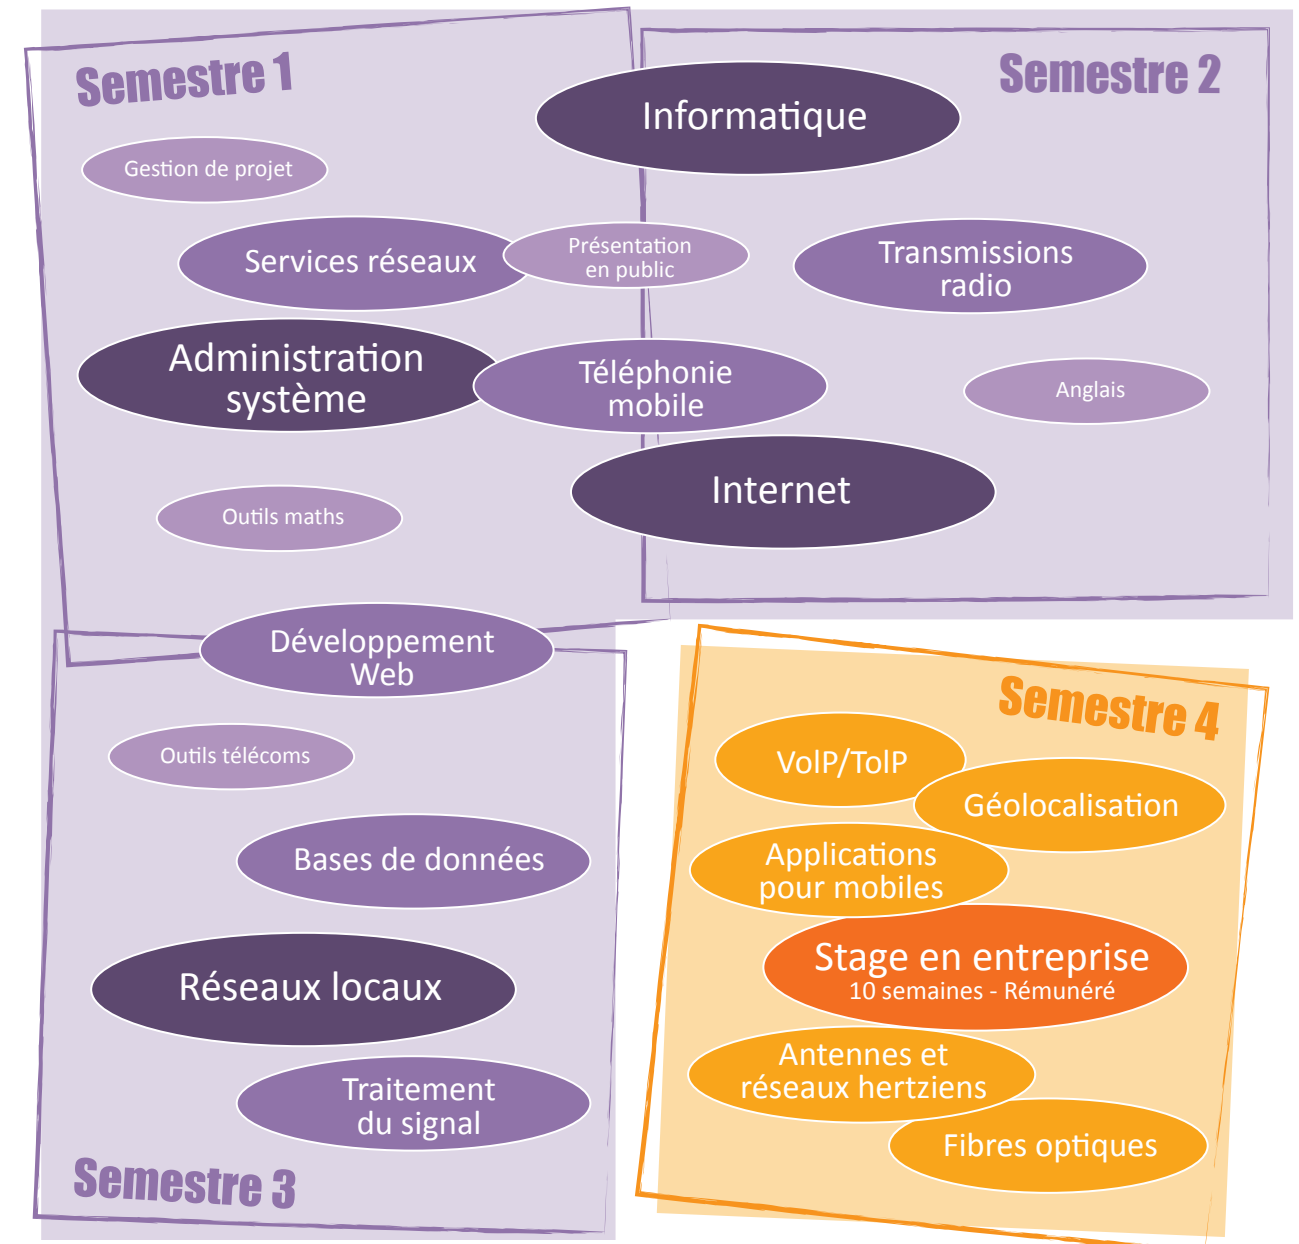 Semestre 1
Semestre 2
Informatique
Gestion de projet
Services réseaux
Présentation
en public
Transmissions
radio
Administration
système
Téléphonie
mobile
Anglais
Internet
Outils maths
Développement
Web
Outils télécoms
Bases de données
Réseaux locaux
Traitement
du signal
Semestre 3
Semestre 4
VoIP/ToIP
Géolocalisation
Applications
pour mobiles
Stage en entreprise
10 semaines - Rémunéré
Antennes et
réseaux hertziens
Fibres optiques